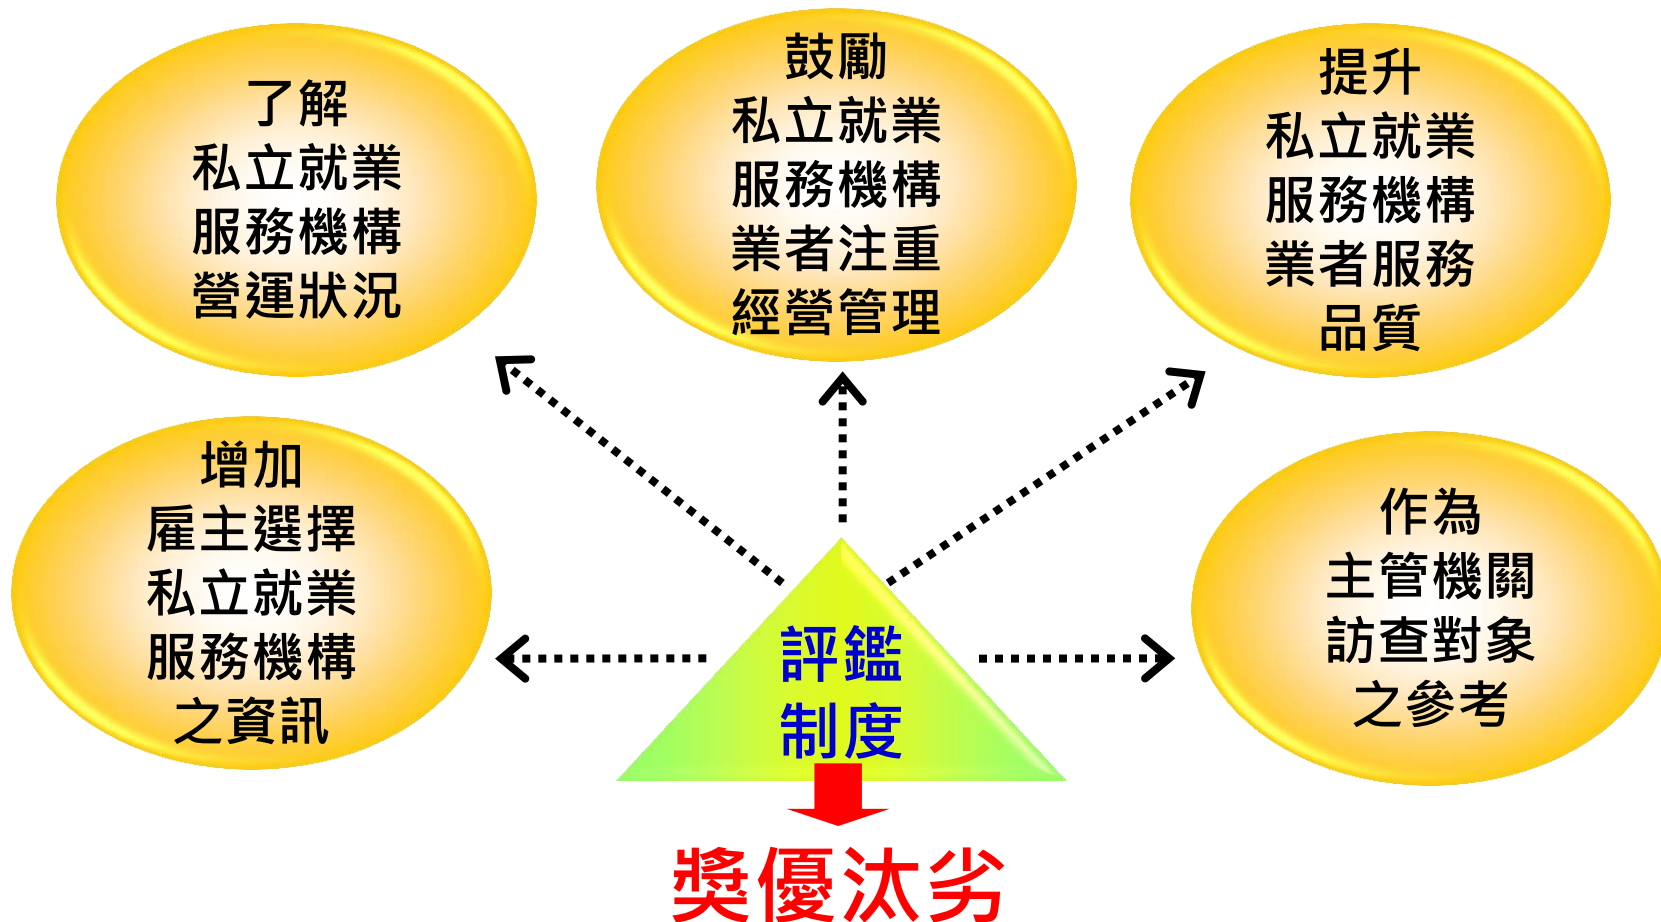 了解
私立就業
服務機構
營運狀況
鼓勵
私立就業
服務機構
業者注重
經營管理
提升
私立就業
服務機構
業者服務
品質
增加
雇主選擇
私立就業
服務機構
之資訊
作為
主管機關
訪查對象
之參考
評鑑
制度
獎優汰劣